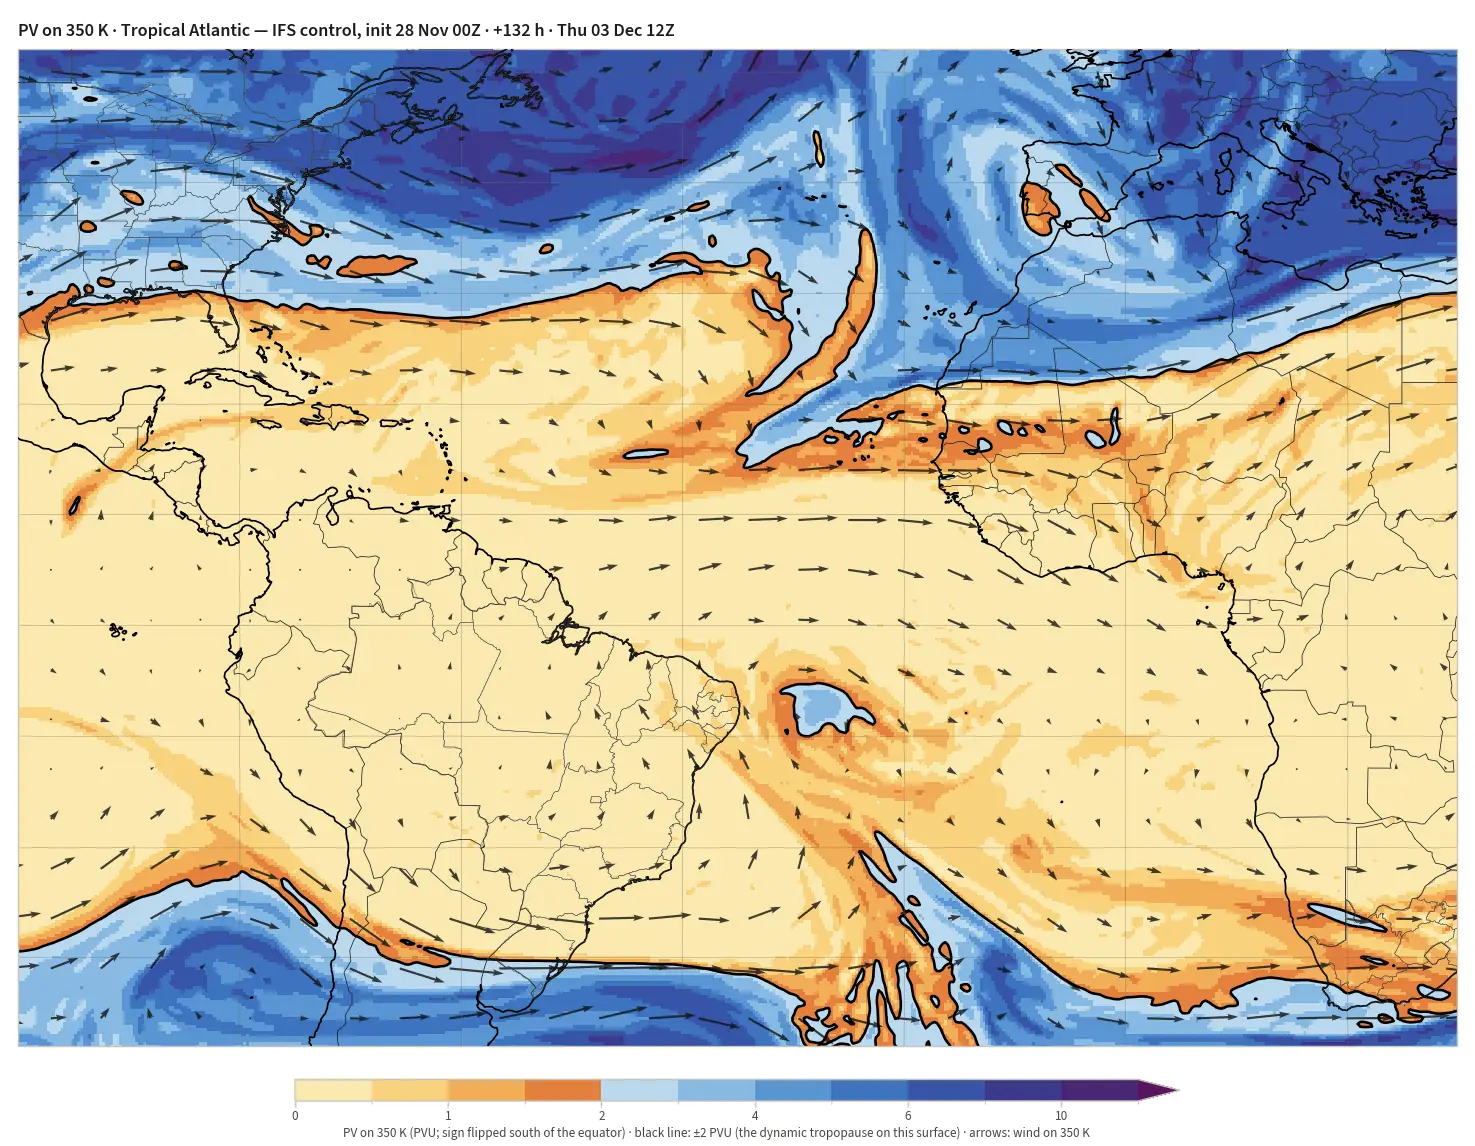 PV on 350 K · Tropical Atlantic — IFS control, init 28 Nov 00Z · +132 h · Thu 03 Dec 12Z
0 1 2 4 6 10
PV on 350 K (PVU; sign flipped south of the equator) · black line: ±2 PVU (the dynamic tropopause on this surface) · arrows: wind on 350 K